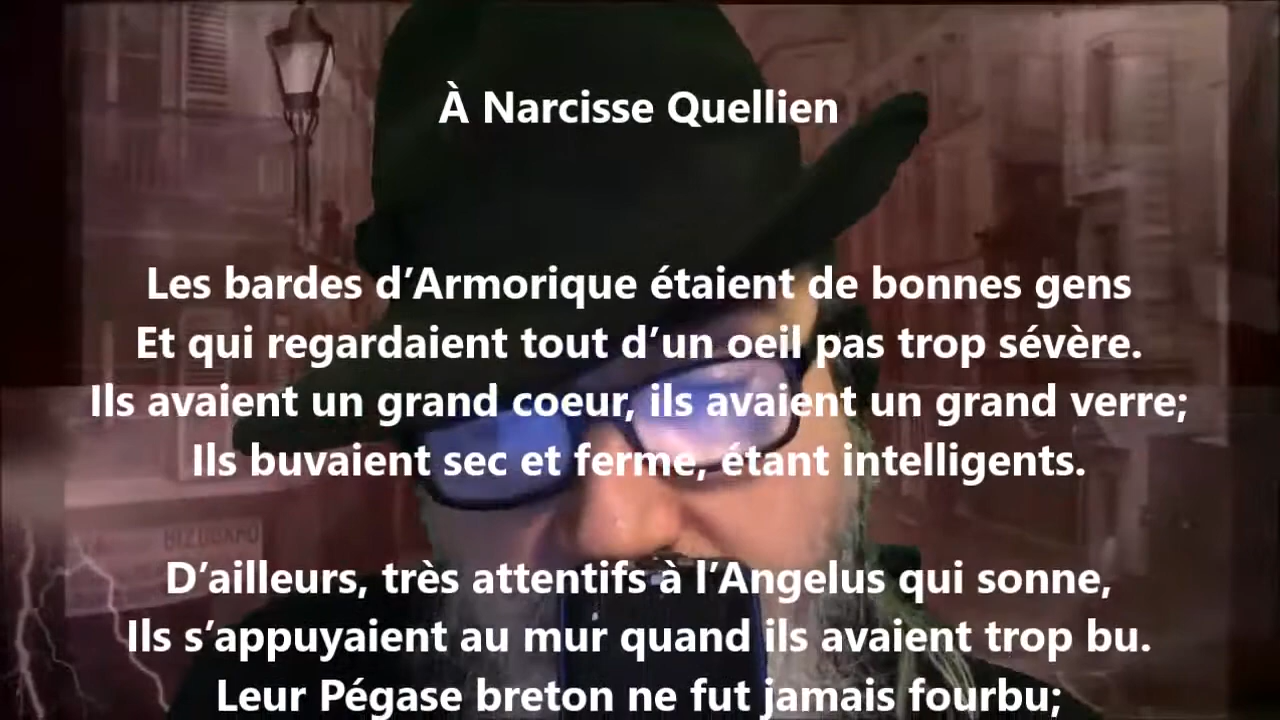 À Narcisse Quellien
Les bardes d’Armorique étaient de bonnes gens
Et qui regardaient tout d’un oeil pas trop sévère.
Ils avaient un grand coeur, ils avaient un grand verre;
Ils buvaient sec et ferme, étant intelligents.
D’ailleurs, très attentifs à l’Angelus qui sonne,
Ils s’appuyaient au mur quand ils avaient trop bu.
Leur Pégase breton ne fut jamais fourbu;